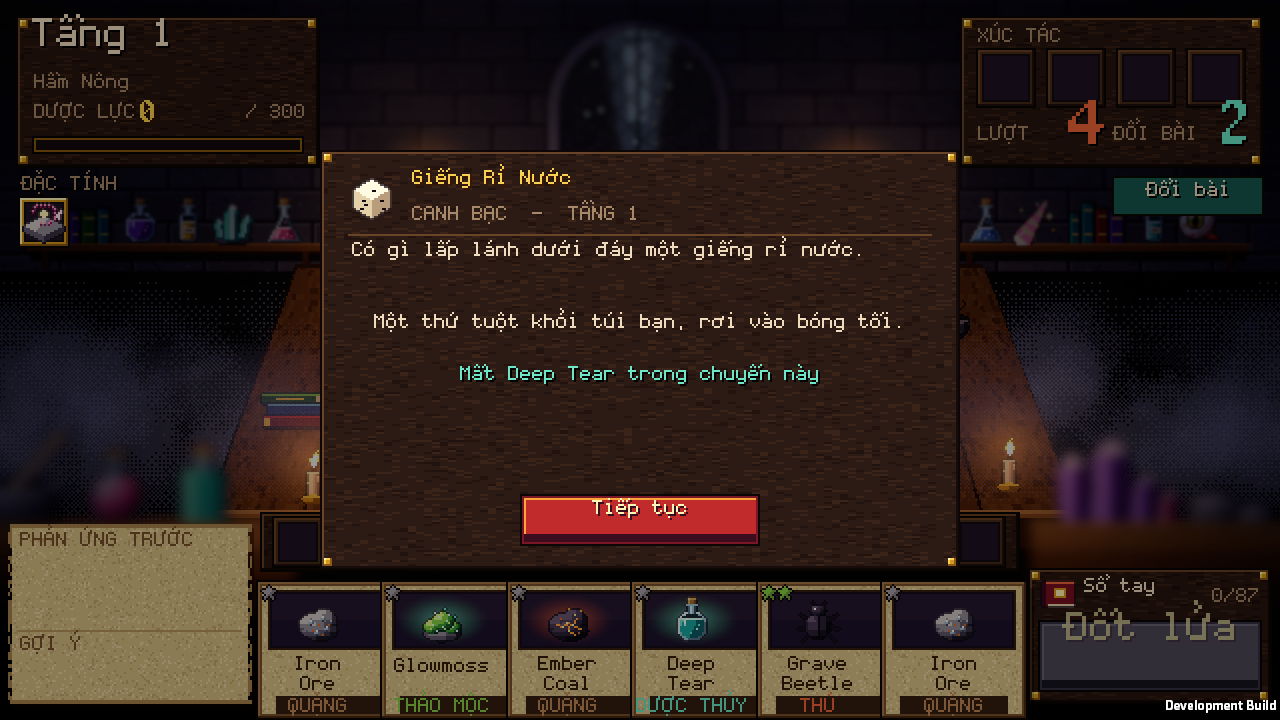 Tầng 1
Hầm Nông
DƯỢC LỰC 0 / 300
ĐẶC TÍNH
XÚC TÁC
LƯỢT 4 ĐỔI BÀI 2
Đổi bài
Giếng Rỉ Nước
CANH BẠC – TẦNG 1
Có gì lấp lánh dưới đáy một giếng rỉ nước.
Một thứ tuột khỏi túi bạn, rơi vào bóng tối.
Mất Deep Tear trong chuyến này
Tiếp tục
PHẢN ỨNG TRƯỚC
GỢI Ý
Iron Ore
QUẶNG
Glowmoss
THẢO MỘC
Ember Coal
QUẶNG
Deep Tear
DƯỢC THỦY
Grave Beetle
THÚ
Iron Ore
QUẶNG
Sổ tay
0/87
Đốt lửa
Development Build